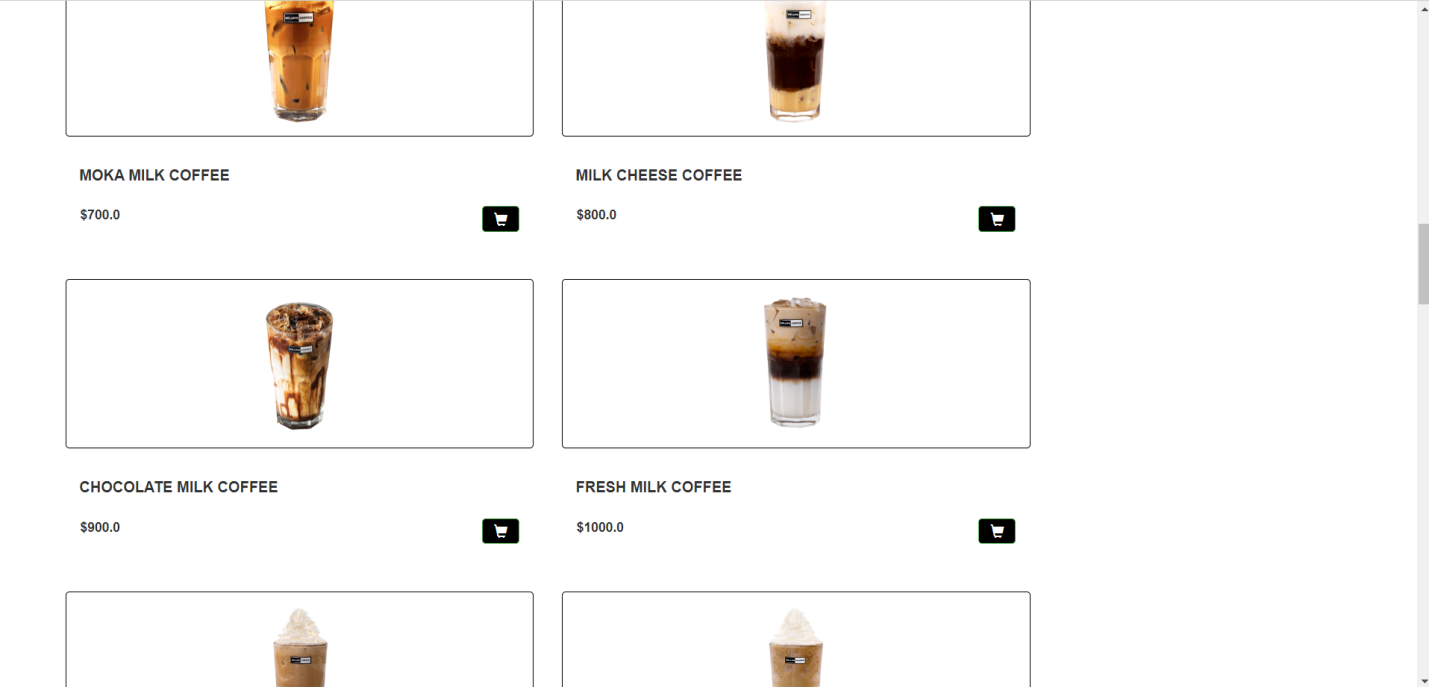 MOKA MILK COFFEE
MILK CHEESE COFFEE
$700.0
$800.0
CHOCOLATE MILK COFFEE
FRESH MILK COFFEE
$900.0
$1000.0